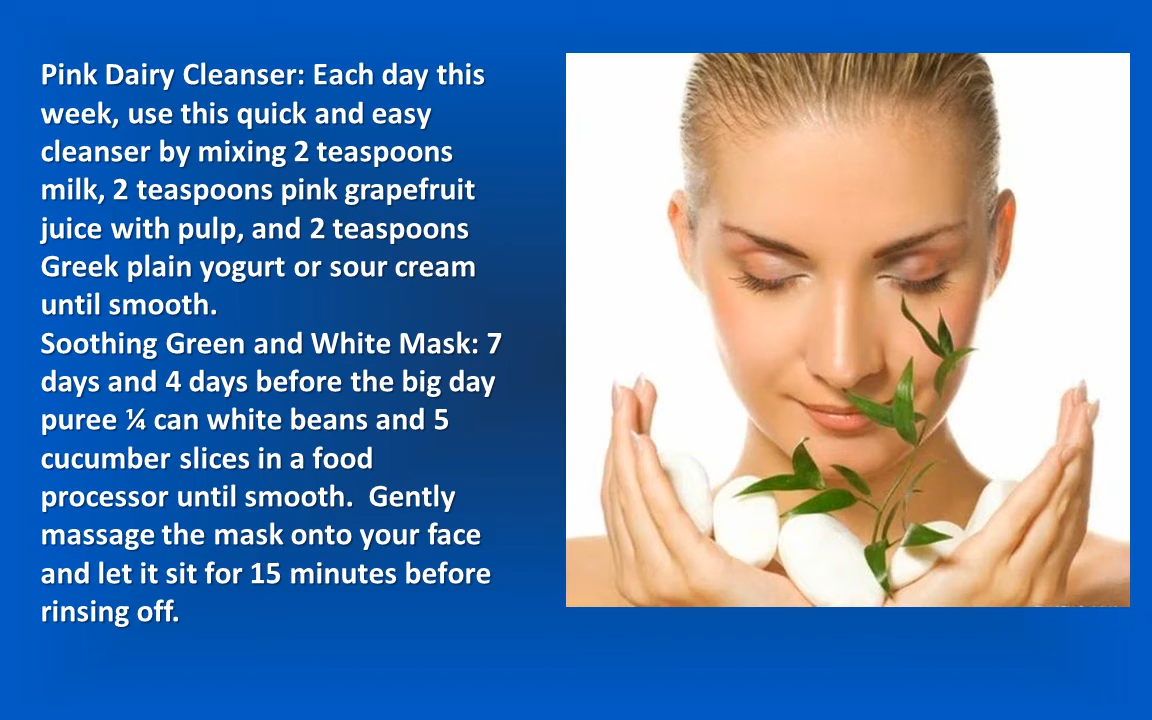 Pink Dairy Cleanser: Each day this
week, use this quick and easy
cleanser by mixing 2 teaspoons
milk, 2 teaspoons pink grapefruit
juice with pulp, and 2 teaspoons
Greek plain yogurt or sour cream
until smooth.
Soothing Green and White Mask: 7
days and 4 days before the big day
puree ¼ can white beans and 5
cucumber slices in a food
processor until smooth.  Gently
massage the mask onto your face
and let it sit for 15 minutes before
rinsing off.